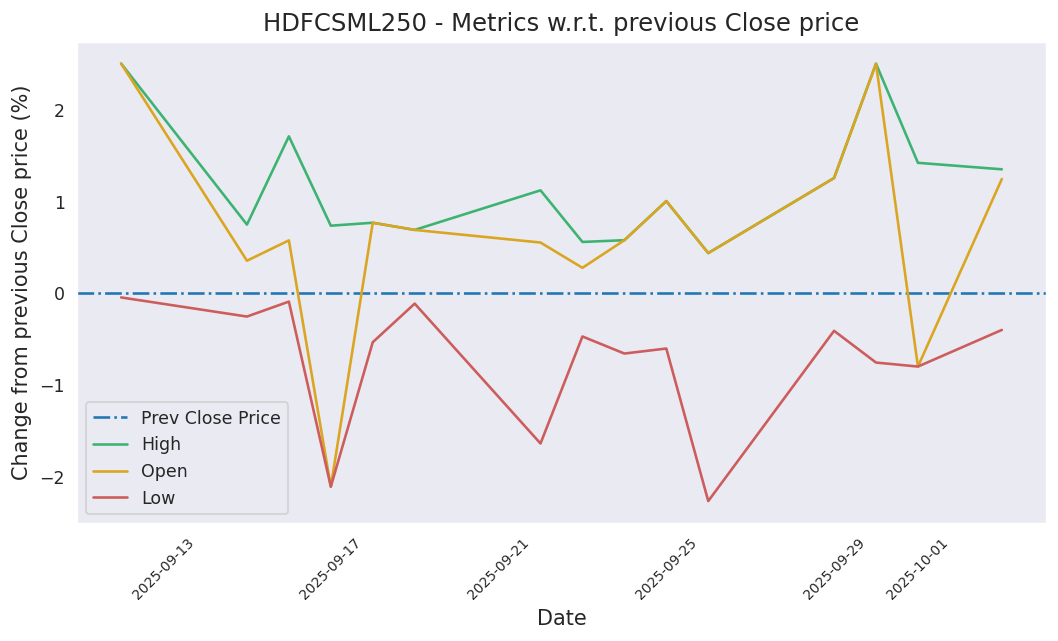 HDFCSML250 - Metrics w.r.t. previous Close price
Change from previous Close price (%)
2
1
0
−1
−2
Prev Close Price
High
Open
Low
2025-09-13
2025-09-17
2025-09-21
2025-09-25
2025-09-29
2025-10-01
Date